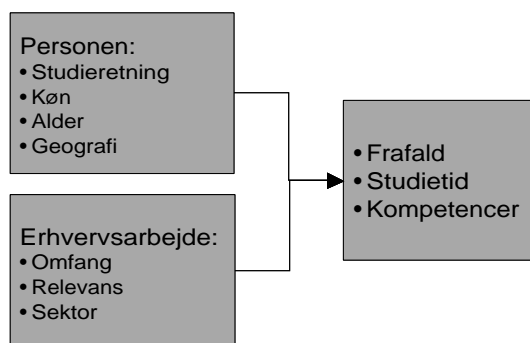 Personen:
• Studieretning
• Køn
• Alder
• Geografi
Erhvervsarbejde:
• Omfang
• Relevans
• Sektor
• Frafald
• Studietid
• Kompetencer